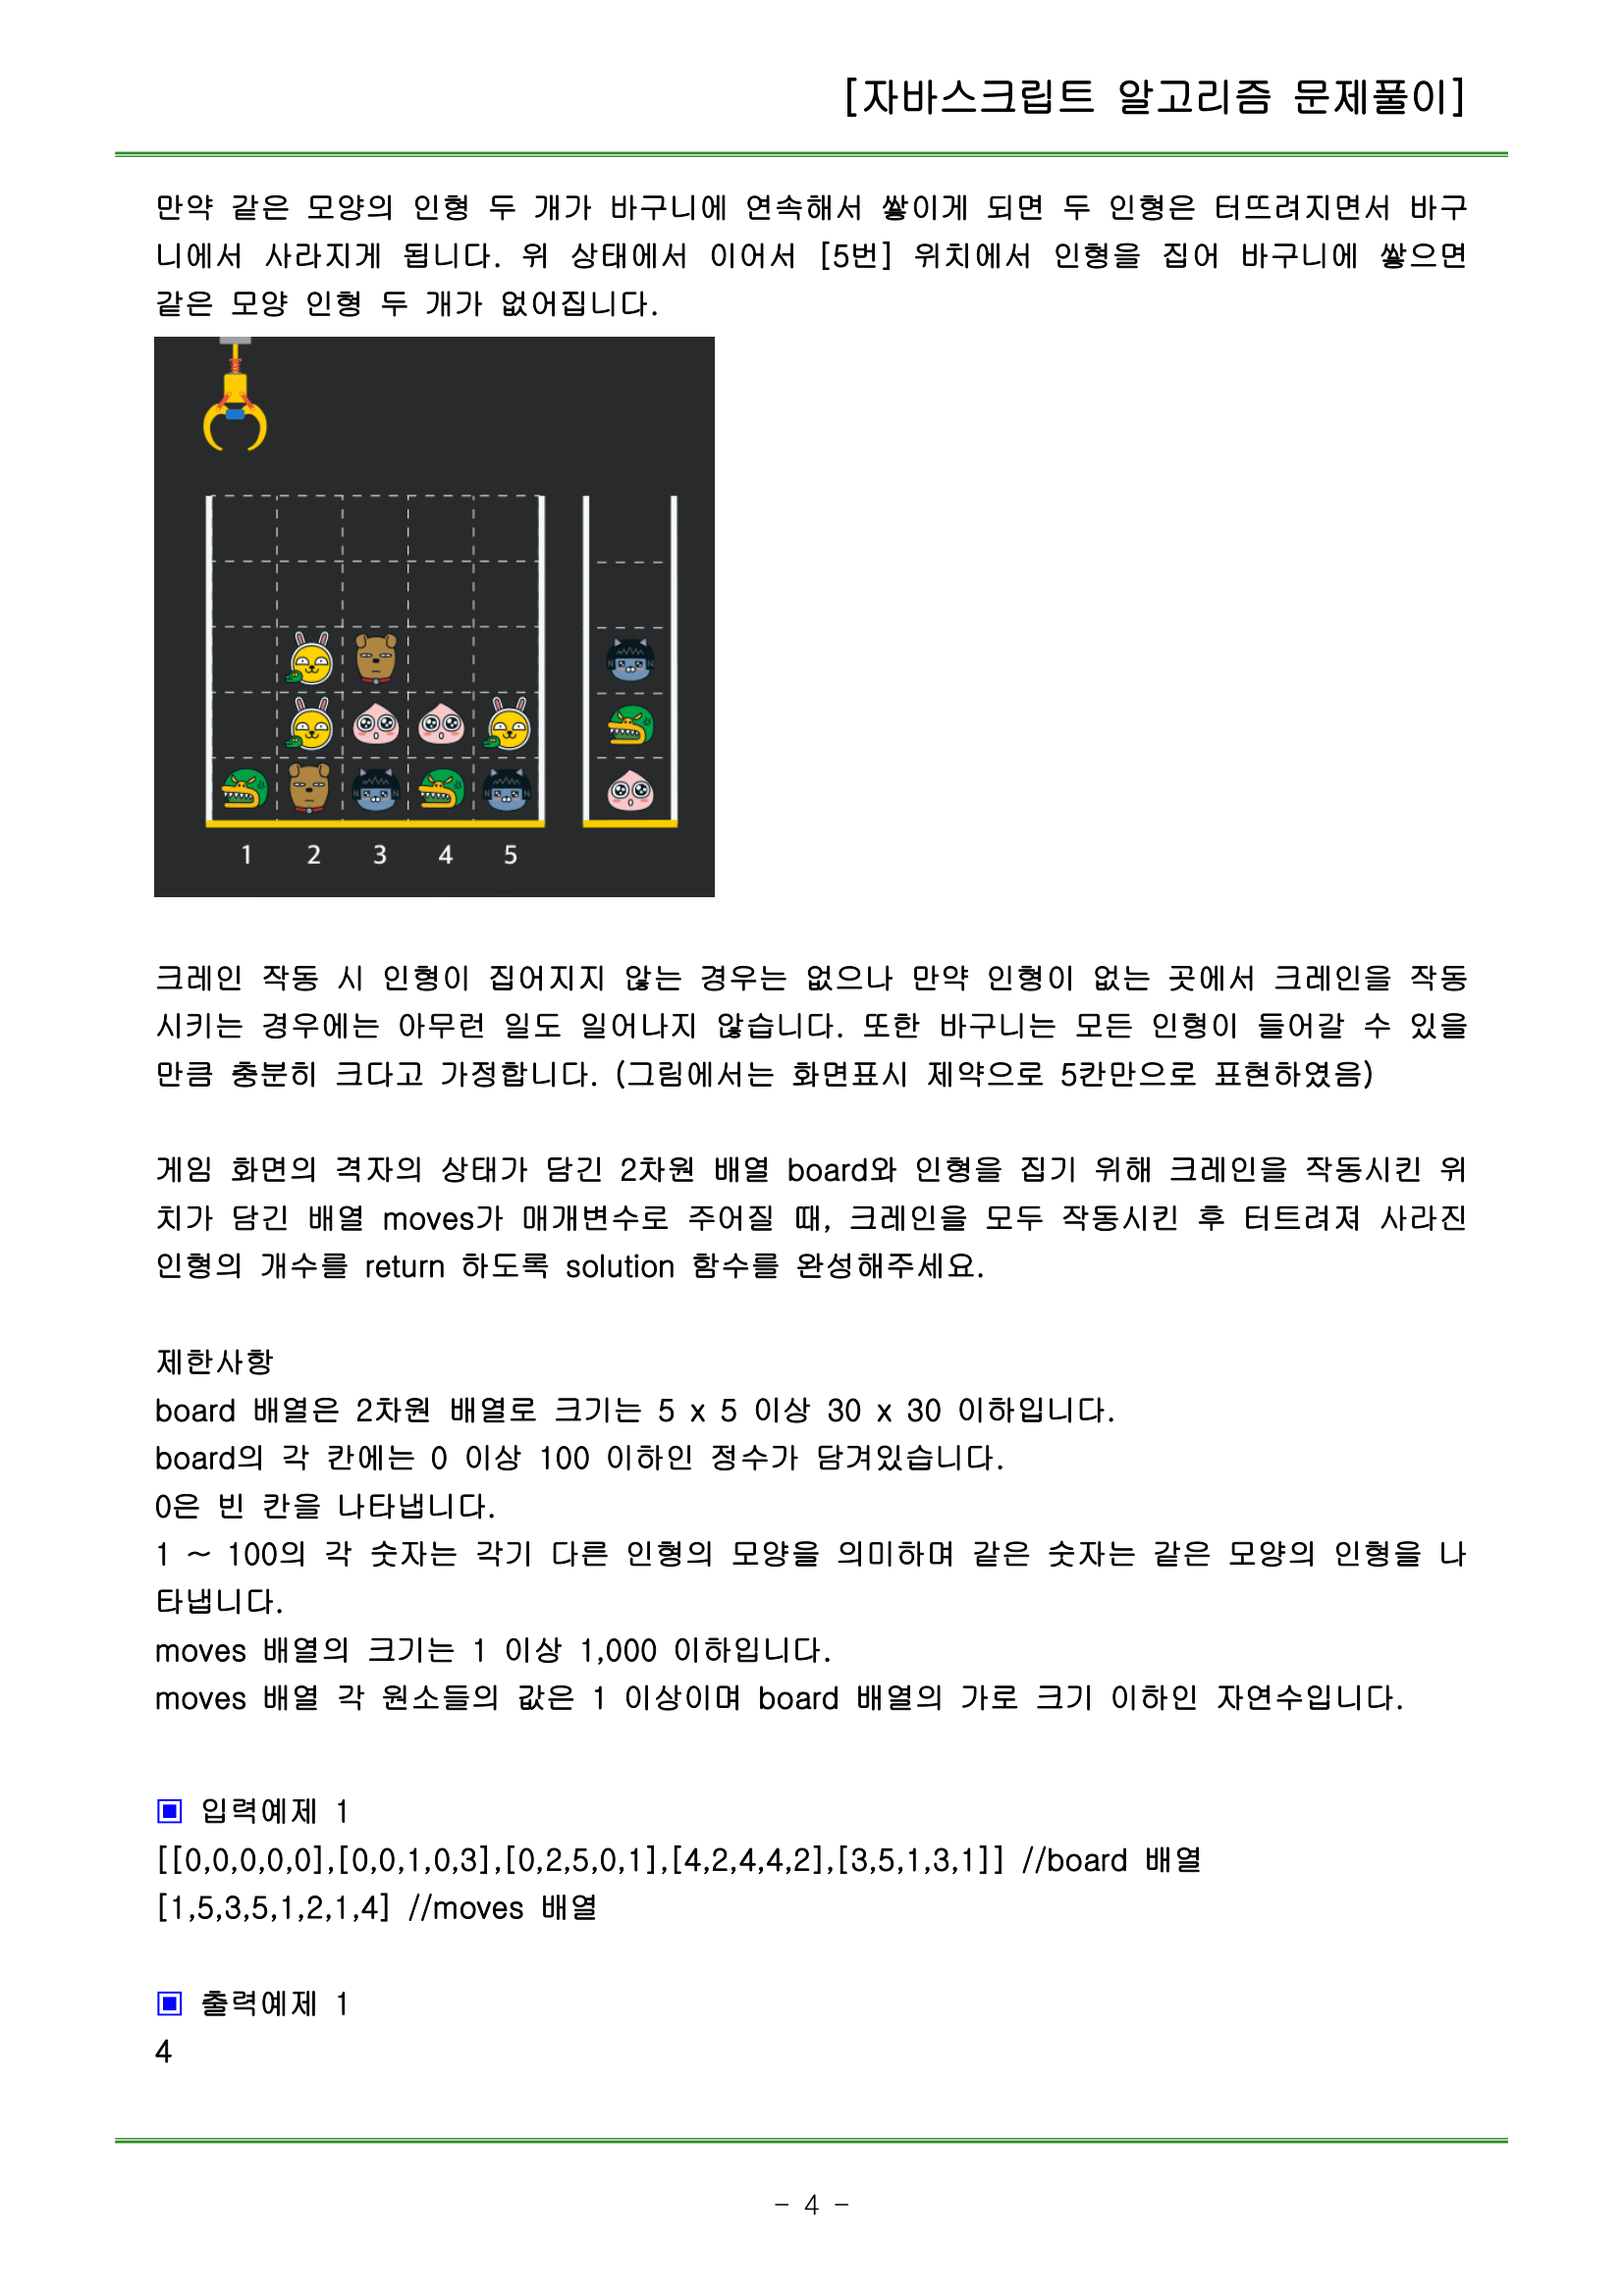 [자바스크립트 알고리즘 문제풀이]
만약 같은 모양의 인형 두 개가 바구니에 연속해서 쌓이게 되면 두 인형은 터뜨려지면서 바구
니에서 사라지게 됩니다. 위 상태에서 이어서 [5번] 위치에서 인형을 집어 바구니에 쌓으면
같은 모양 인형 두 개가 없어집니다.
1 2 3 4 5
크레인 작동 시 인형이 집어지지 않는 경우는 없으나 만약 인형이 없는 곳에서 크레인을 작동
시키는 경우에는 아무런 일도 일어나지 않습니다. 또한 바구니는 모든 인형이 들어갈 수 있을
만큼 충분히 크다고 가정합니다. (그림에서는 화면표시 제약으로 5칸만으로 표현하였음)
게임 화면의 격자의 상태가 담긴 2차원 배열 board와 인형을 집기 위해 크레인을 작동시킨 위
치가 담긴 배열 moves가 매개변수로 주어질 때, 크레인을 모두 작동시킨 후 터트려져 사라진
인형의 개수를 return 하도록 solution 함수를 완성해주세요.
제한사항
board 배열은 2차원 배열로 크기는 5 x 5 이상 30 x 30 이하입니다.
board의 각 칸에는 0 이상 100 이하인 정수가 담겨있습니다.
0은 빈 칸을 나타냅니다.
1 ~ 100의 각 숫자는 각기 다른 인형의 모양을 의미하며 같은 숫자는 같은 모양의 인형을 나
타냅니다.
moves 배열의 크기는 1 이상 1,000 이하입니다.
moves 배열 각 원소들의 값은 1 이상이며 board 배열의 가로 크기 이하인 자연수입니다.
▣ 입력예제 1
[[0,0,0,0,0],[0,0,1,0,3],[0,2,5,0,1],[4,2,4,4,2],[3,5,1,3,1]] //board 배열
[1,5,3,5,1,2,1,4] //moves 배열
▣ 출력예제 1
4
- 4 -